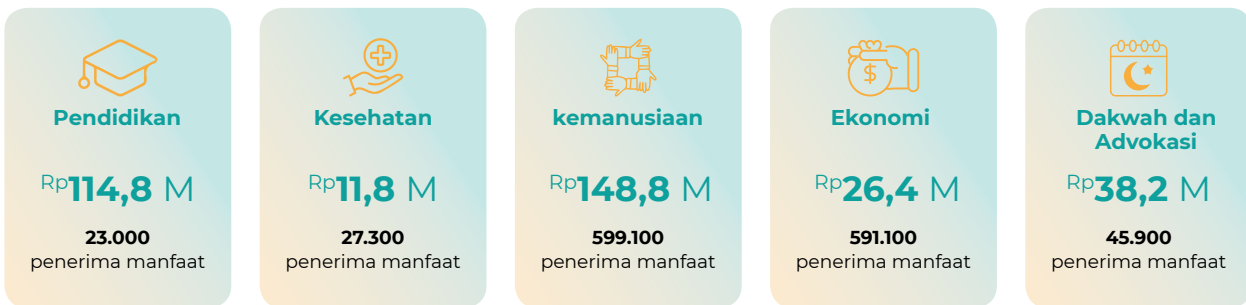 Pendidikan
Rp114,8 M
23.000
penerima manfaat
Kesehatan
Rp11,8 M
27.300
penerima manfaat
kemanusiaan
Rp148,8 M
599.100
penerima manfaat
Ekonomi
Rp26,4 M
591.100
penerima manfaat
Dakwah dan
Advokasi
Rp38,2 M
45.900
penerima manfaat